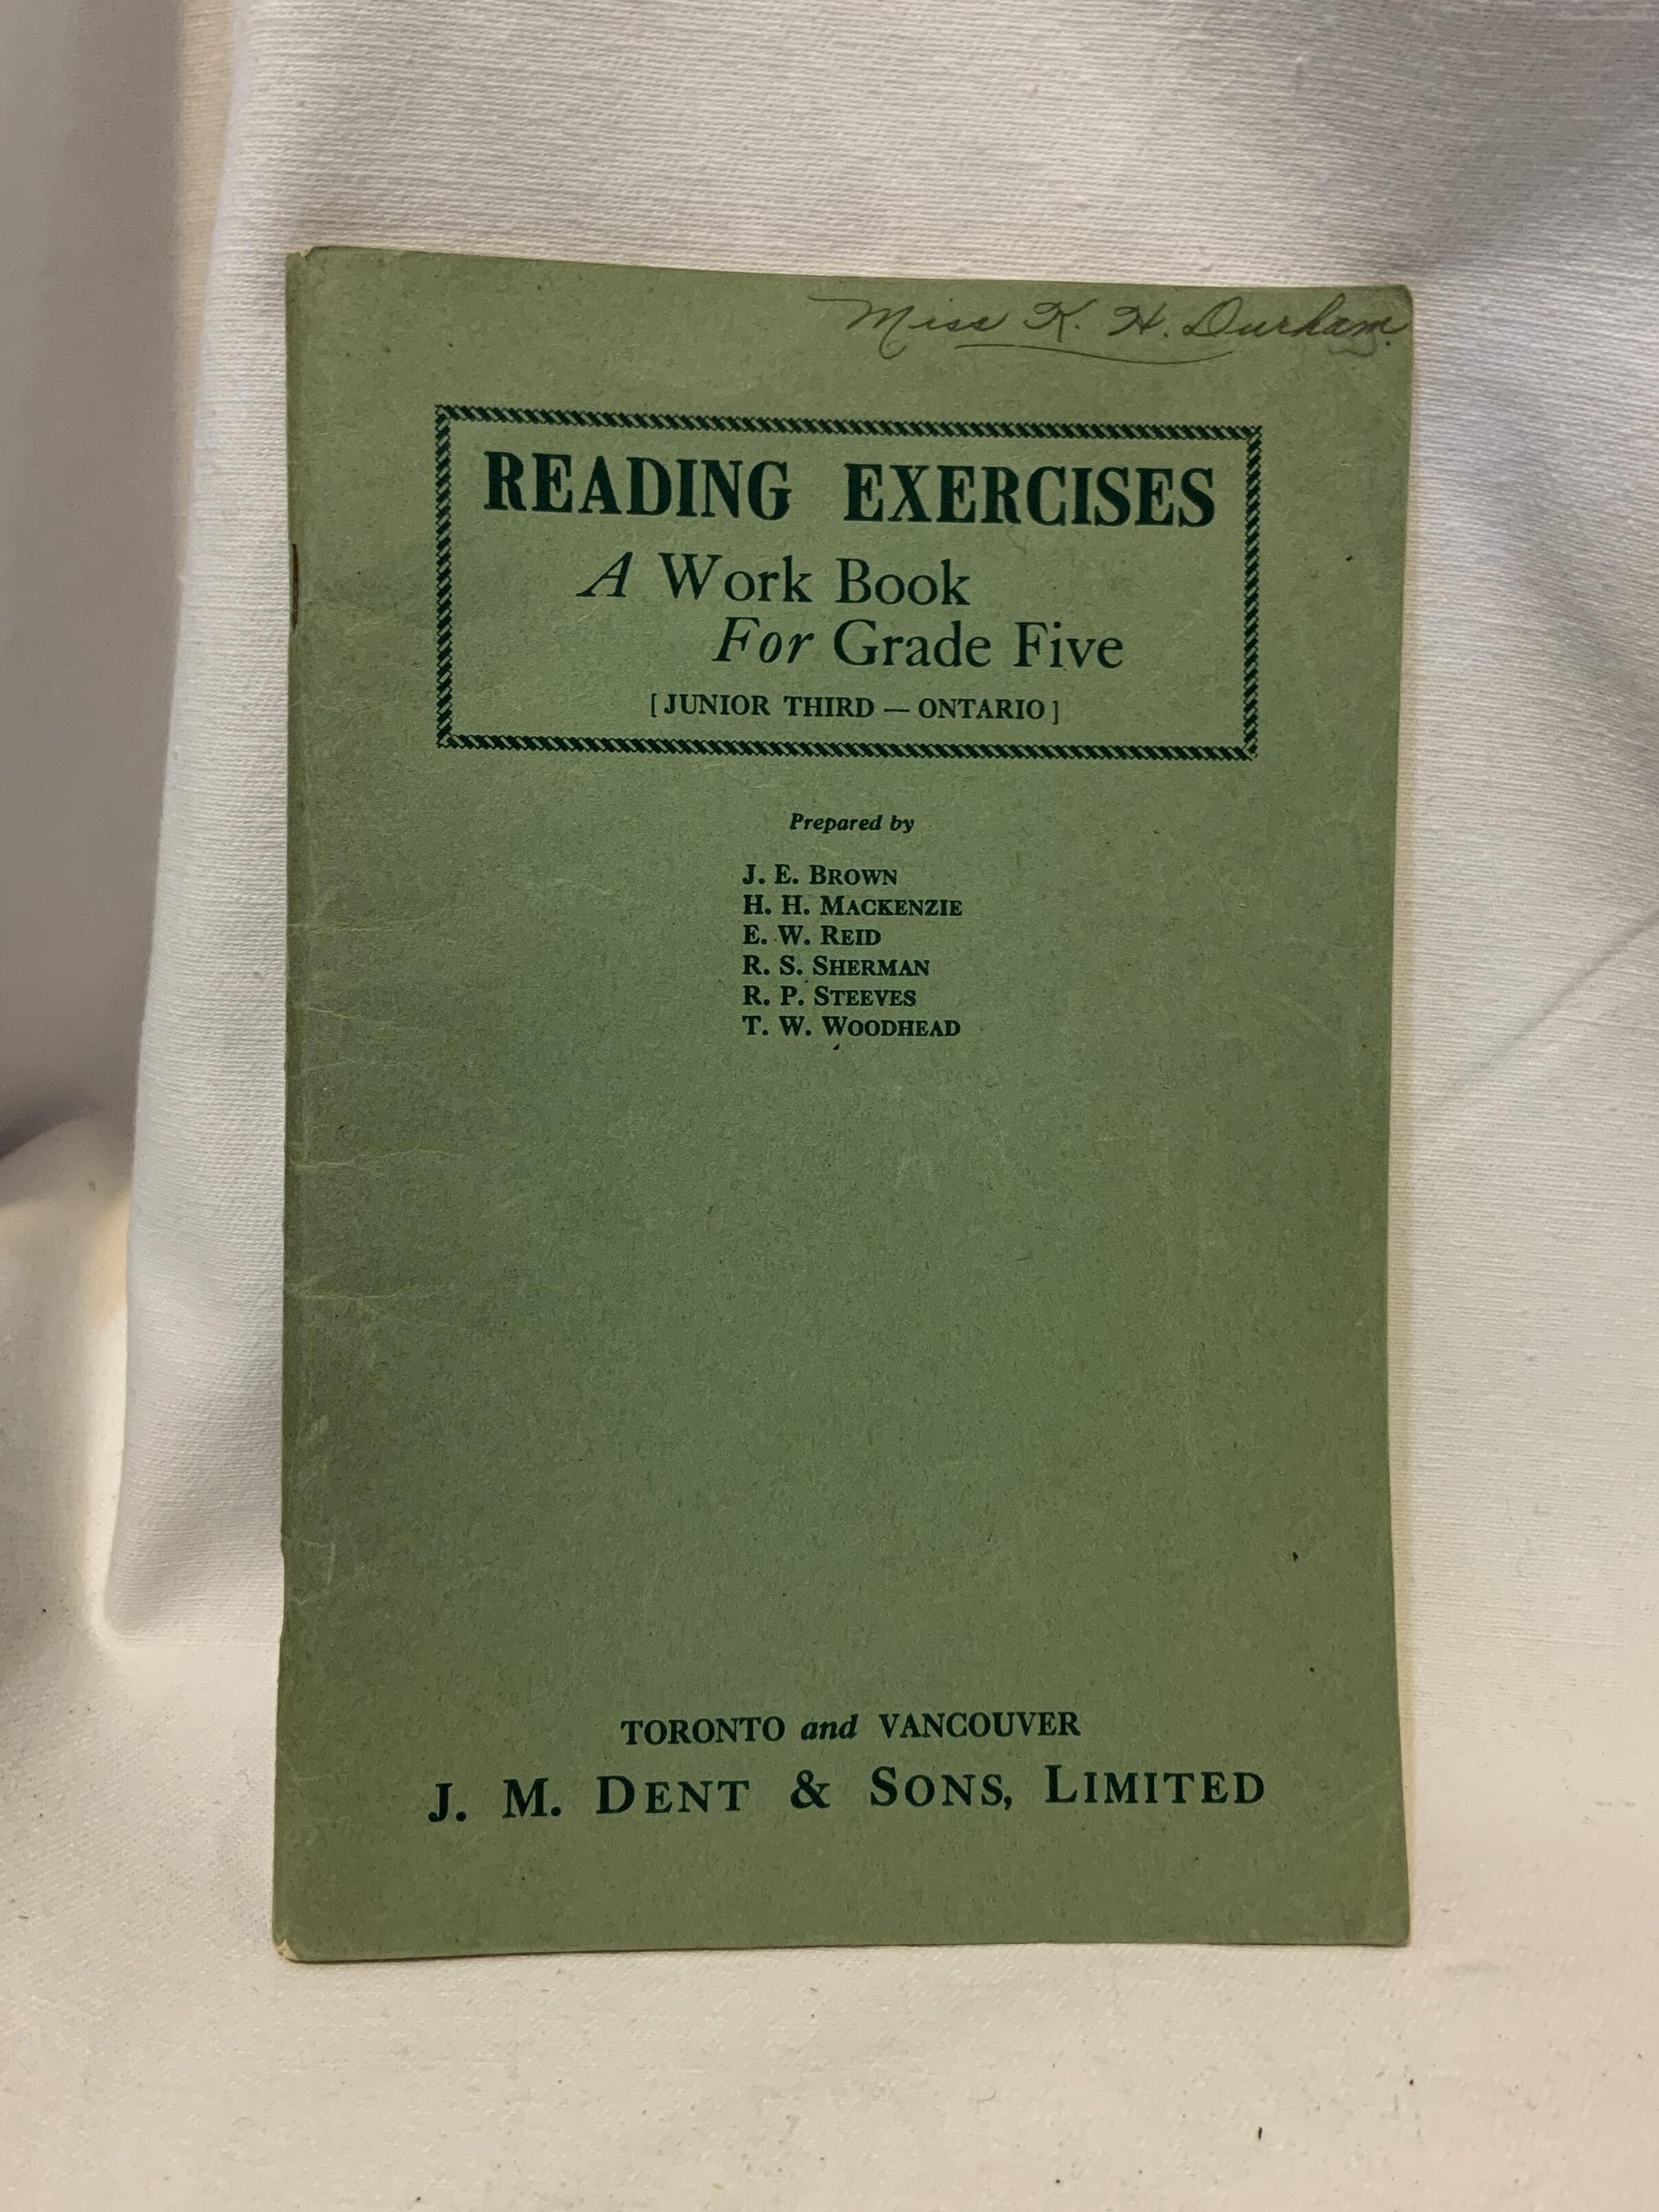 Miss K. H. Durham.
READING EXERCISES
A Work Book
For Grade Five
[JUNIOR THIRD — ONTARIO]
Prepared by
J. E. BROWN
H. H. MACKENZIE
E. W. REID
R. S. SHERMAN
R. P. STEEVES
T. W. WOODHEAD
TORONTO and VANCOUVER
J. M. DENT & SONS, LIMITED